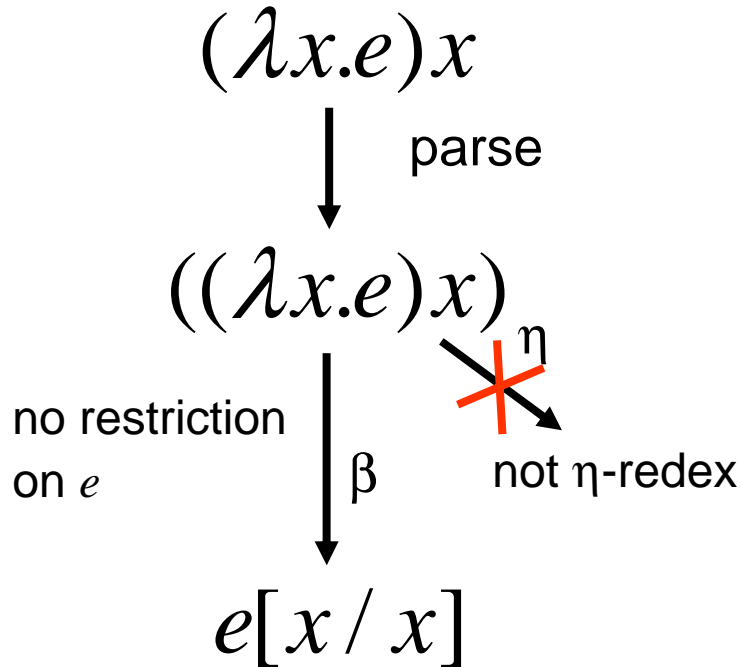 (λx.e)x
parse
((λx.e)x)
η
no restriction
on e
β
not η-redex
e[x/x]